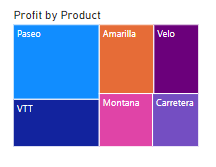 Profit by Product
Paseo
Amarilla
Velo
VTT
Montana
Carretera